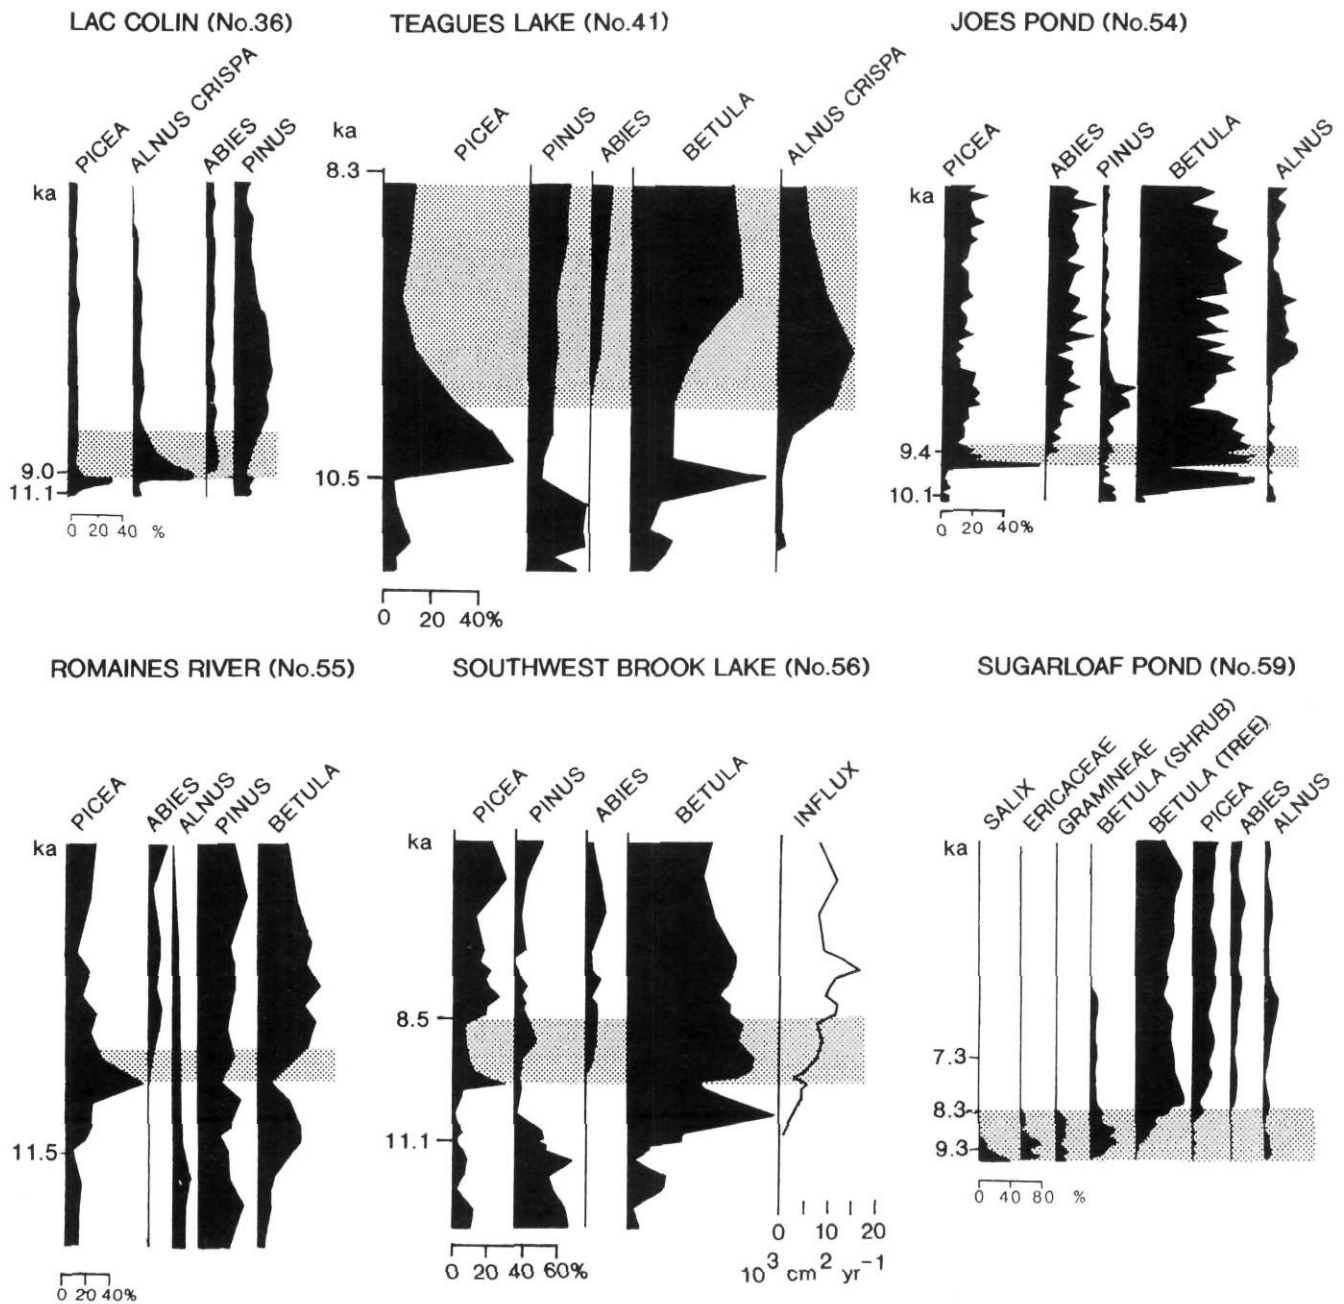 LAC COLIN (No.36)
TEAGUES LAKE (No.41)
JOES POND (No.54)
PICEA
ALNUS CRISPA
ABIES
PINUS
ka
9.0
11.1
0 20 40 %
ka
PICEA
PINUS
ABIES
BETULA
ALNUS CRISPA
8.3
10.5
0 20 40%
PICEA
ABIES
PINUS
BETULA
ALNUS
ka
9.4
10.1
0 20 40%
ROMAINES RIVER (No.55)
SOUTHWEST BROOK LAKE (No.56)
SUGARLOAF POND (No.59)
PICEA
ABIES
ALNUS
PINUS
BETULA
ka
11.5
0 20 40%
PICEA
PINUS
ABIES
BETULA
INFLUX
ka
8.5
11.1
0 20 40 60%
0 10 20
10³ cm² yr⁻¹
SALIX
ERICACEAE
GRAMINEAE
BETULA (SHRUB)
BETULA (TREE)
PICEA
ABIES
ALNUS
ka
7.3
8.3
9.3
0 40 80 %